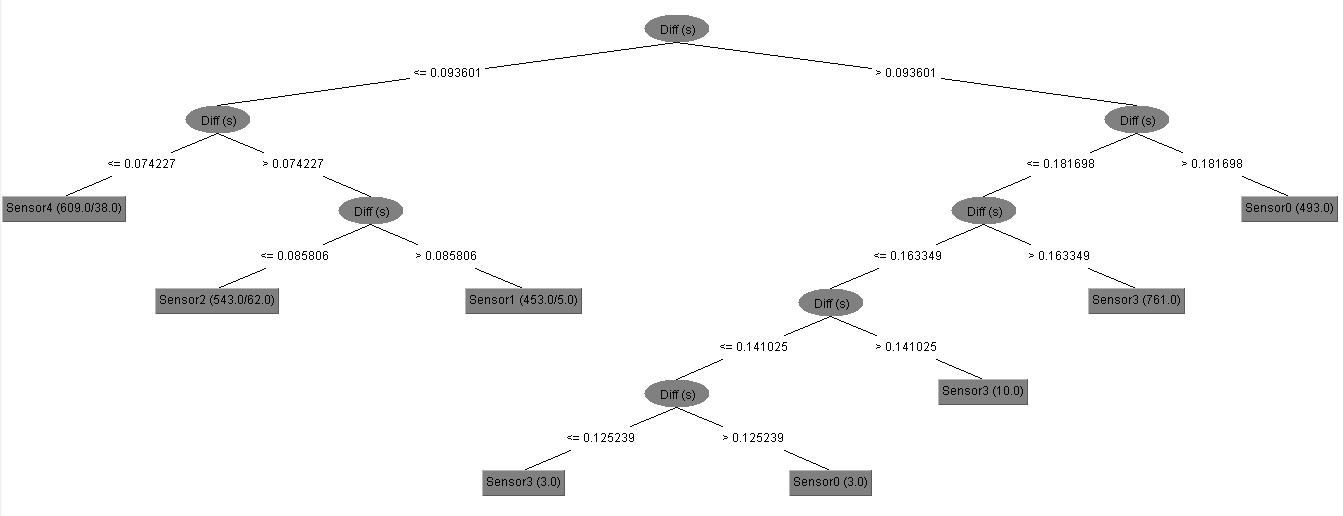 Diff (s)
<= 0.093601
> 0.093601
Diff (s)
Diff (s)
<= 0.074227
> 0.074227
<= 0.181698
> 0.181698
Sensor4 (609.0/38.0)
Diff (s)
Diff (s)
Sensor0 (493.0)
<= 0.085806
> 0.085806
<= 0.163349
> 0.163349
Sensor2 (543.0/62.0)
Sensor1 (453.0/5.0)
Diff (s)
Sensor3 (761.0)
<= 0.141025
> 0.141025
Diff (s)
Sensor3 (10.0)
<= 0.125239
> 0.125239
Sensor3 (3.0)
Sensor0 (3.0)